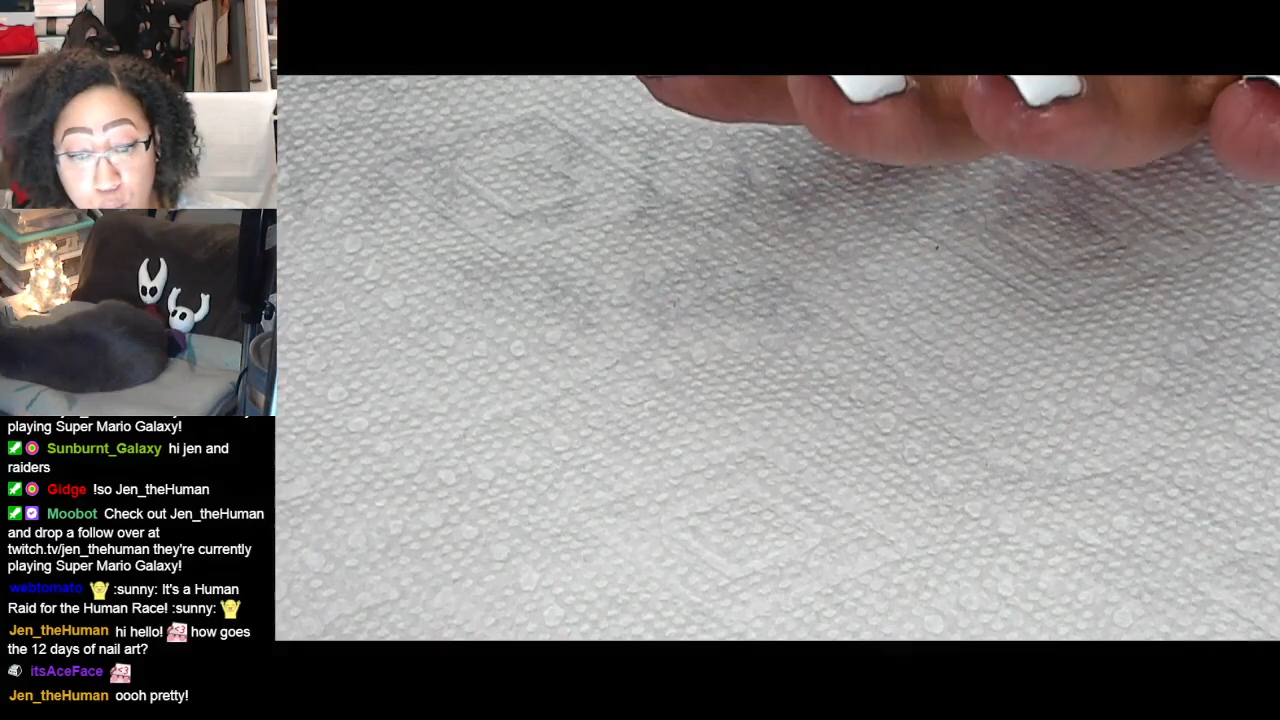 playing Super Mario Galaxy!
Sunburnt_Galaxy hi jen and
raiders
Gidge !so Jen_theHuman
Moobot Check out Jen_theHuman
and drop a follow over at
twitch.tv/jen_thehuman they're currently
playing Super Mario Galaxy!
webtomato :sunny: It's a Human
Raid for the Human Race! :sunny:
Jen_theHuman hi hello! how goes
the 12 days of nail art?
itsAceFace
Jen_theHuman oooh pretty!